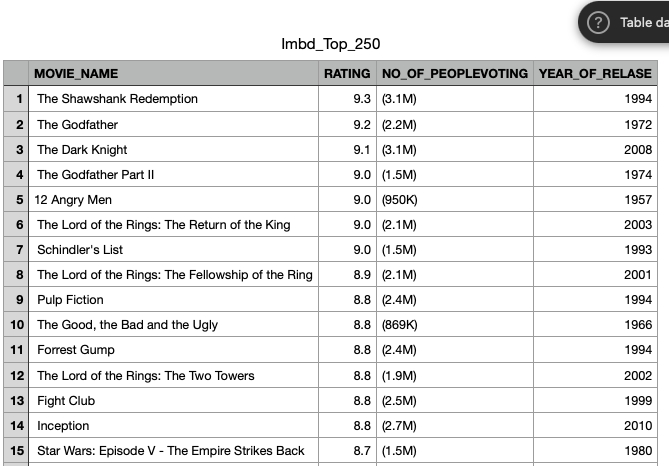 ? Table da
Imbd_Top_250
MOVIE_NAME RATING NO_OF_PEOPLEVOTING YEAR_OF_RELASE
1 The Shawshank Redemption 9.3 (3.1M) 1994
2 The Godfather 9.2 (2.2M) 1972
3 The Dark Knight 9.1 (3.1M) 2008
4 The Godfather Part II 9.0 (1.5M) 1974
5 12 Angry Men 9.0 (950K) 1957
6 The Lord of the Rings: The Return of the King 9.0 (2.1M) 2003
7 Schindler's List 9.0 (1.5M) 1993
8 The Lord of the Rings: The Fellowship of the Ring 8.9 (2.1M) 2001
9 Pulp Fiction 8.8 (2.4M) 1994
10 The Good, the Bad and the Ugly 8.8 (869K) 1966
11 Forrest Gump 8.8 (2.4M) 1994
12 The Lord of the Rings: The Two Towers 8.8 (1.9M) 2002
13 Fight Club 8.8 (2.5M) 1999
14 Inception 8.8 (2.7M) 2010
15 Star Wars: Episode V - The Empire Strikes Back 8.7 (1.5M) 1980